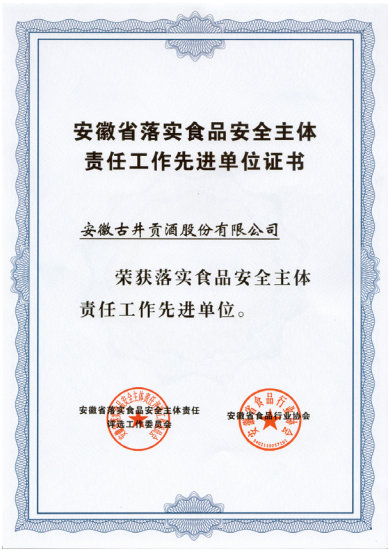 安徽省落实食品安全主体
责任工作先进单位证书
安徽古井贡酒股份有限公司
荣获落实食品安全主体
责任工作先进单位。
安徽省落实食品安全主体责任
评选工作委员会
安徽省食品行业协会